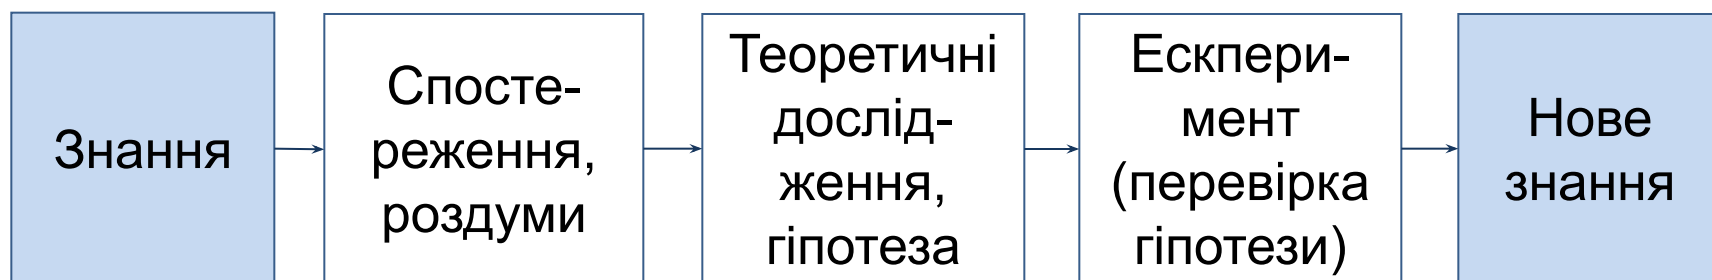 Знання
Спосте-
реження,
роздуми
Теоретичні
дослід-
ження,
гіпотеза
Ескпери-
мент
(перевірка
гіпотези)
Нове
знання